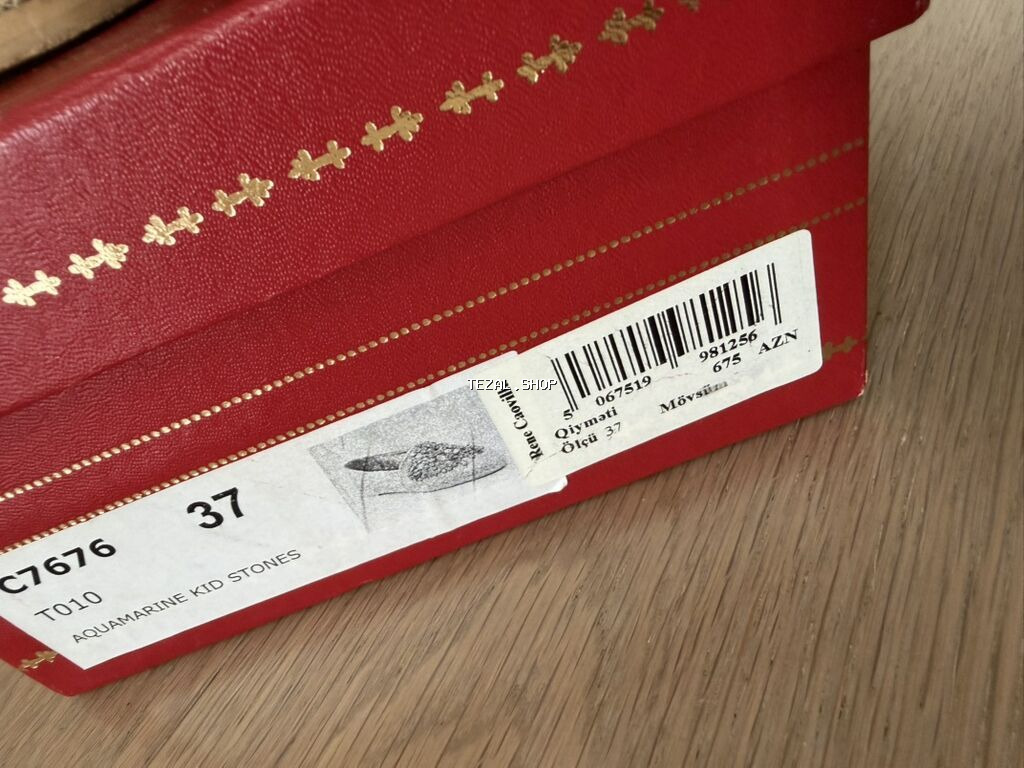 TEZAL.SHOP
C7676
37
T010
AQUAMARINE KID STONES
Rene Caovilla
5 067519 981256
Qiyməti 675 AZN
Ölçü 37 Mövsüm